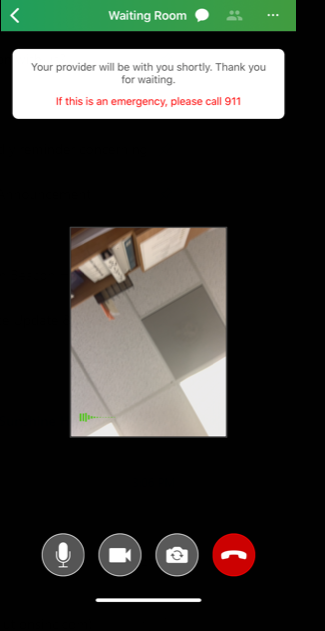 Waiting Room
Your provider will be with you shortly. Thank you
for waiting.
If this is an emergency, please call 911